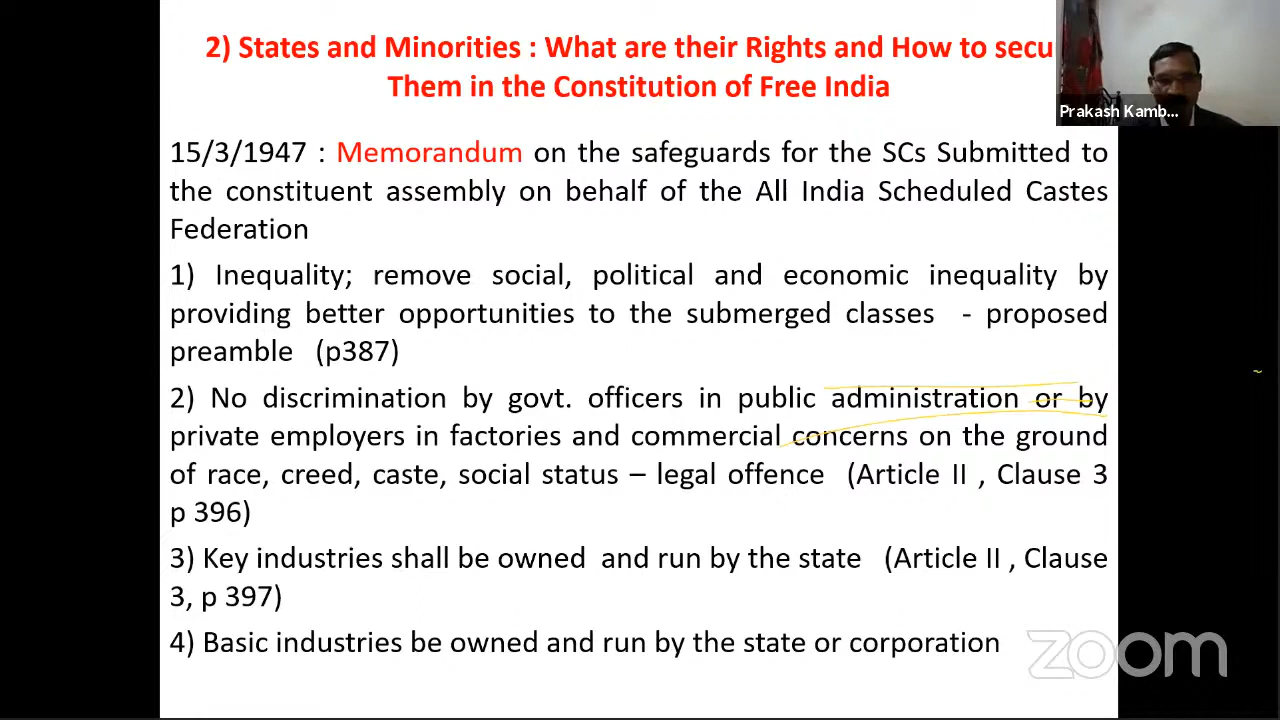 2) States and Minorities : What are their Rights and How to secu
Them in the Constitution of Free India
Prakash Kamb...
15/3/1947 : Memorandum on the safeguards for the SCs Submitted to
the constituent assembly on behalf of the All India Scheduled Castes
Federation
1) Inequality; remove social, political and economic inequality by
providing better opportunities to the submerged classes - proposed
preamble (p387)
2) No discrimination by govt. officers in public administration or by
private employers in factories and commercial concerns on the ground
of race, creed, caste, social status – legal offence (Article II , Clause 3
p 396)
3) Key industries shall be owned and run by the state (Article II , Clause
3, p 397)
4) Basic industries be owned and run by the state or corporation
zoom